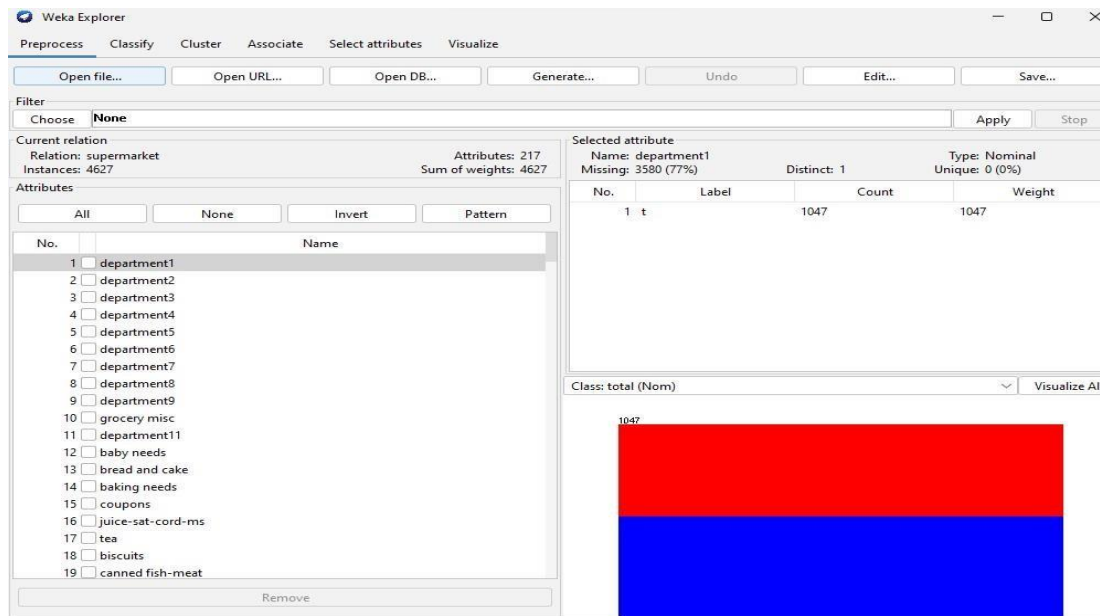 Weka Explorer
Preprocess Classify Cluster Associate Select attributes Visualize
Open file... Open URL... Open DB... Generate... Undo Edit... Save...
Filter
Choose None Apply Stop
Current relation
Relation: supermarket Attributes: 217
Instances: 4627 Sum of weights: 4627
Attributes
All None Invert Pattern
No. Name
1 department1
2 department2
3 department3
4 department4
5 department5
6 department6
7 department7
8 department8
9 department9
10 grocery misc
11 department11
12 baby needs
13 bread and cake
14 baking needs
15 coupons
16 juice-sat-cord-ms
17 tea
18 biscuits
19 canned fish-meat
Remove
Selected attribute
Name: department1 Type: Nominal
Missing: 3580 (77%) Distinct: 1 Unique: 0 (0%)
No. Label Count Weight
1 t 1047 1047
Class: total (Nom) Visualize Al
1047